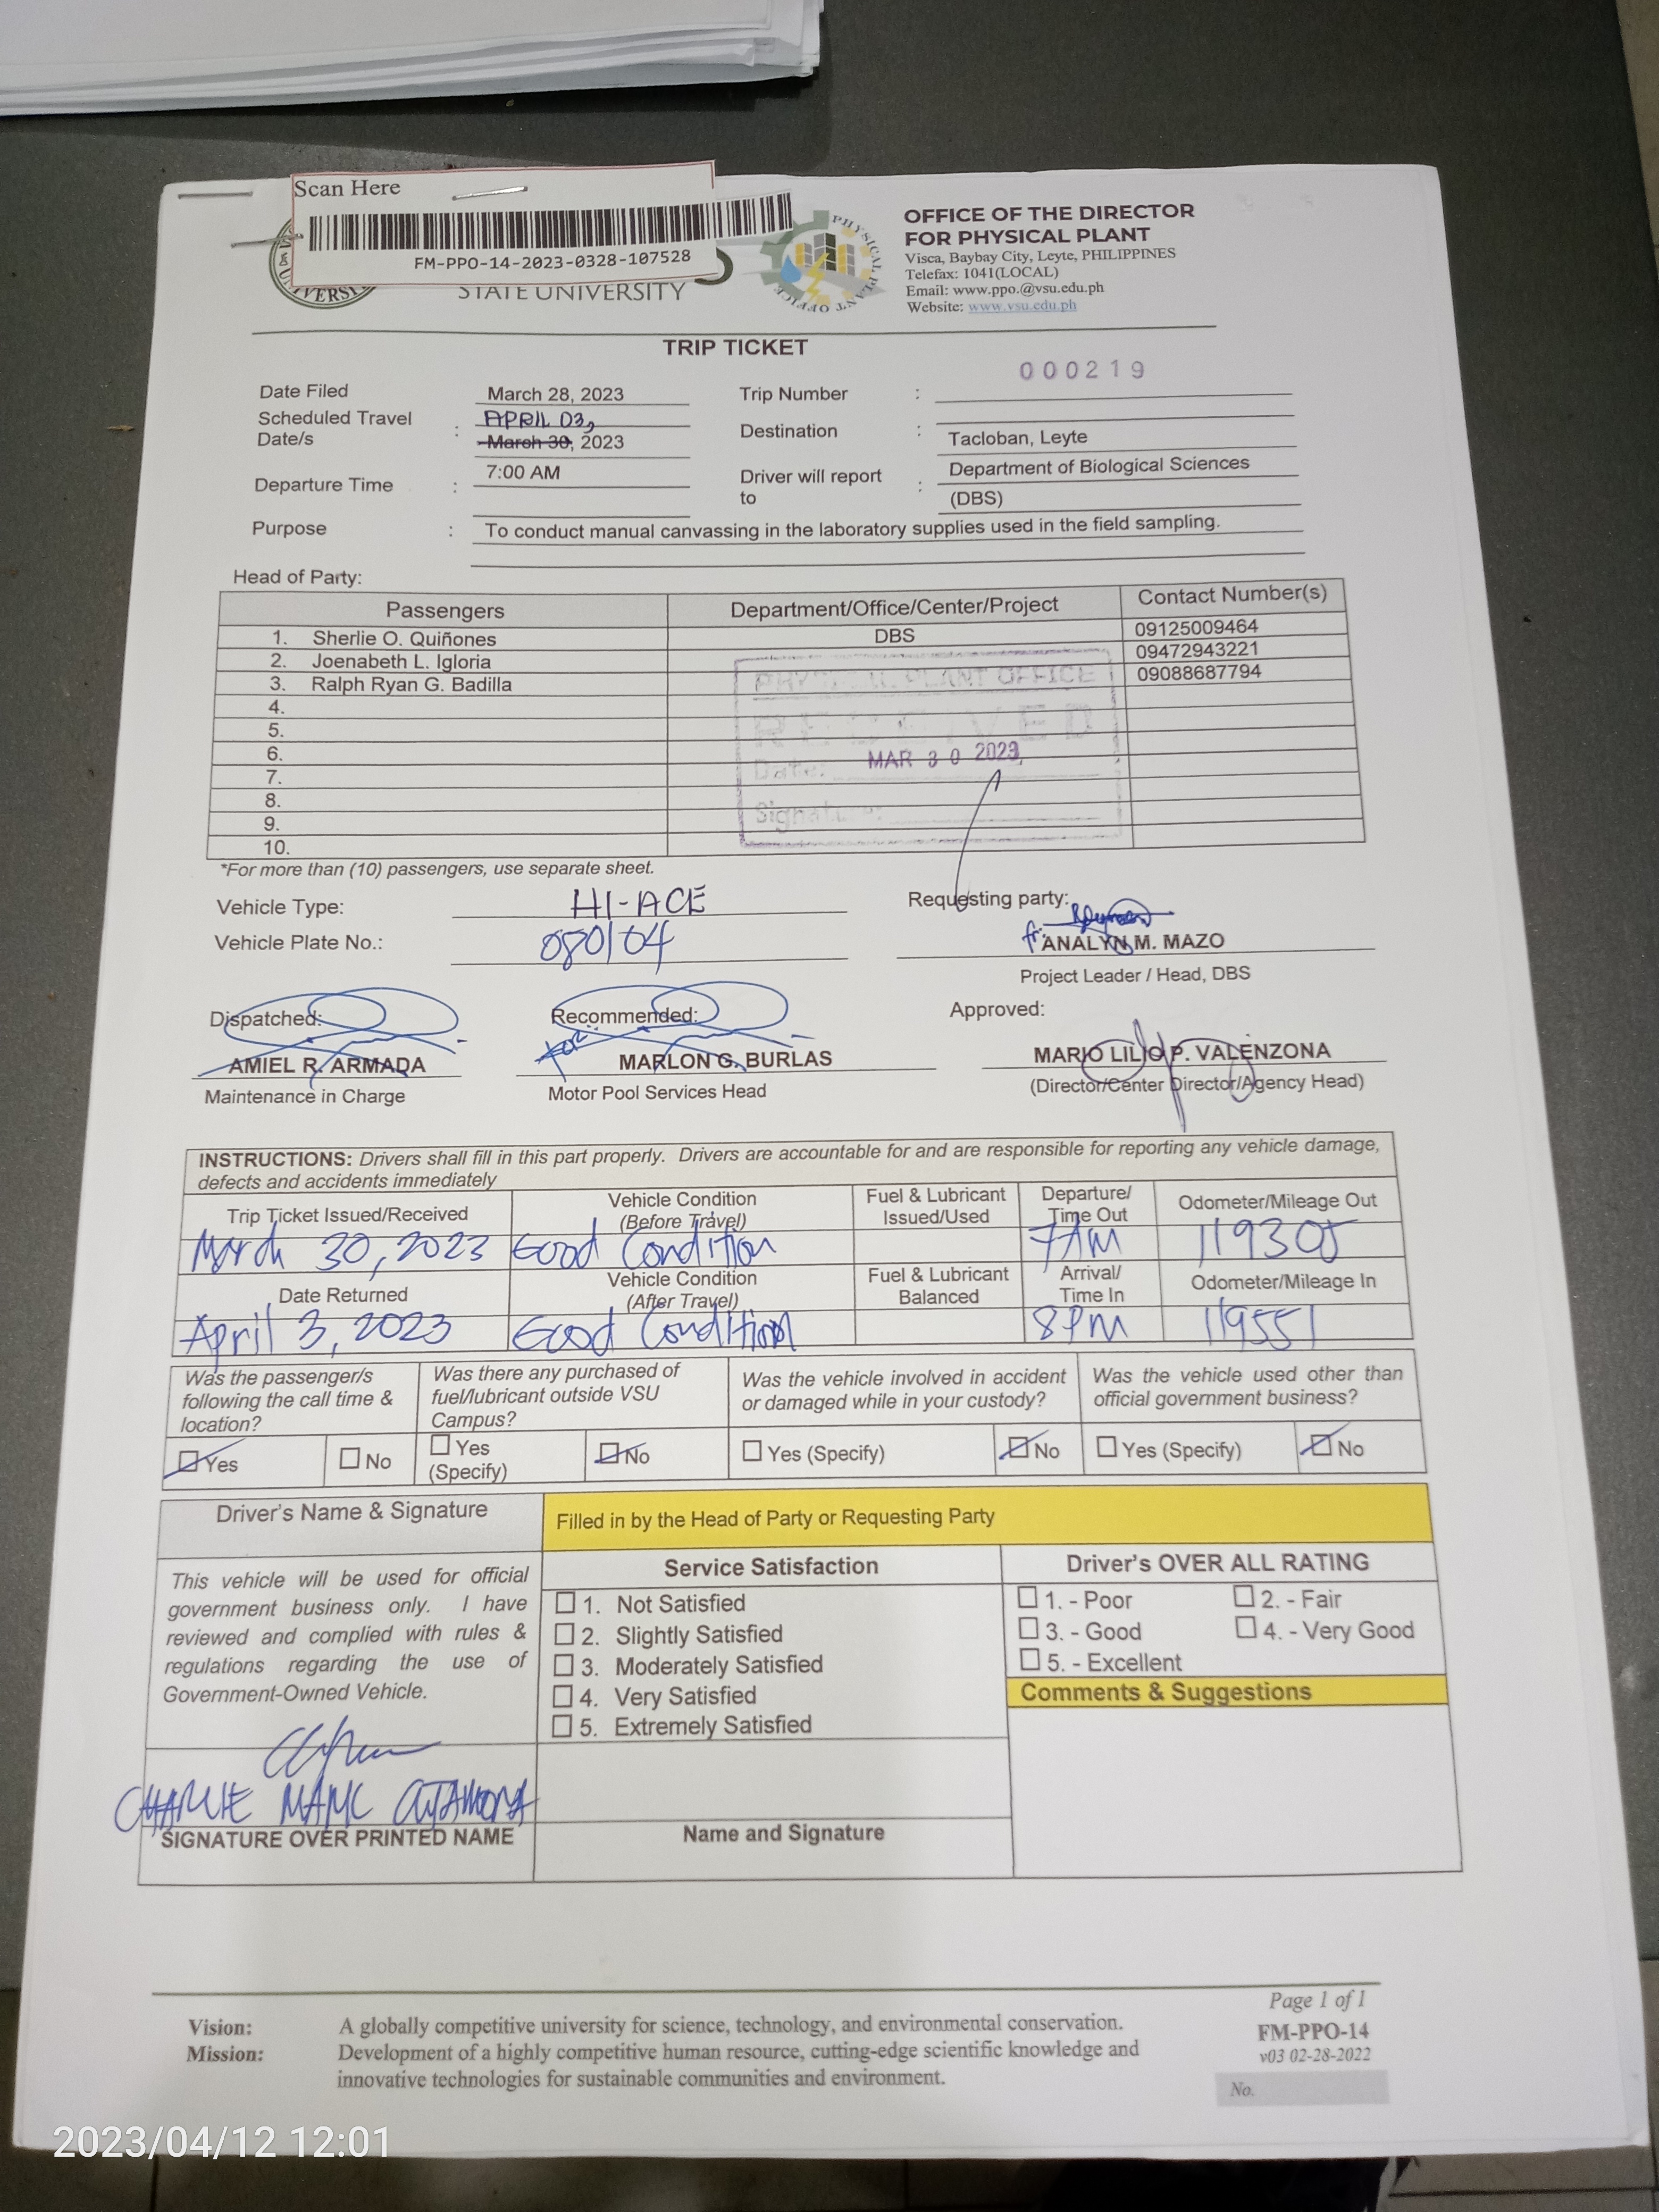 Scan Here
FM-PPO-14-2023-0328-107528
STATE UNIVERSITY
PHYSICAL PLANT OFFICE
OFFICE OF THE DIRECTOR
FOR PHYSICAL PLANT
Visca, Baybay City, Leyte, PHILIPPINES
Telefax: 1041(LOCAL)
Email: www.ppo.@vsu.edu.ph
Website: www.vsu.edu.ph
TRIP TICKET
000219
Date Filed March 28, 2023 Trip Number :
Scheduled Travel Date/s : APRIL 03, March 30, 2023 Destination : Tacloban, Leyte
Departure Time : 7:00 AM Driver will report to : Department of Biological Sciences (DBS)
Purpose : To conduct manual canvassing in the laboratory supplies used in the field sampling.
Head of Party:
Passengers Department/Office/Center/Project Contact Number(s)
1. Sherlie O. Quiñones DBS 09125009464
2. Joenabeth L. Igloria 09472943221
3. Ralph Ryan G. Badilla 09088687794
4.
5.
6.
7.
8.
9.
10.
PHYSICAL PLANT OFFICE
RECEIVED
Date: MAR 30 2023
Signature:
*For more than (10) passengers, use separate sheet.
Vehicle Type: HI-ACE Requesting party:
Vehicle Plate No.: 080104 for ANALYN M. MAZO
Project Leader / Head, DBS
Dispatched: Recommended: Approved:
AMIEL R. ARMADA for MARLON G. BURLAS MARIO LILIO P. VALENZONA
Maintenance in Charge Motor Pool Services Head (Director/Center Director/Agency Head)
INSTRUCTIONS: Drivers shall fill in this part properly. Drivers are accountable for and are responsible for reporting any vehicle damage,
defects and accidents immediately
Trip Ticket Issued/Received Vehicle Condition (Before Travel) Fuel & Lubricant Issued/Used Departure/ Time Out Odometer/Mileage Out
March 30, 2023 Good Condition 7AM 119305
Date Returned Vehicle Condition (After Travel) Fuel & Lubricant Balanced Arrival/ Time In Odometer/Mileage In
April 3, 2023 Good Condition 8PM 119551
Was the passenger/s following the call time & location? Was there any purchased of fuel/lubricant outside VSU Campus? Was the vehicle involved in accident or damaged while in your custody? Was the vehicle used other than official government business?
Yes No Yes (Specify) No Yes (Specify) No Yes (Specify) No
Driver's Name & Signature Filled in by the Head of Party or Requesting Party
This vehicle will be used for official
government business only. I have
reviewed and complied with rules &
regulations regarding the use of
Government-Owned Vehicle.
CHARLIE MARK
SIGNATURE OVER PRINTED NAME
Service Satisfaction
1. Not Satisfied
2. Slightly Satisfied
3. Moderately Satisfied
4. Very Satisfied
5. Extremely Satisfied
Name and Signature
Driver's OVER ALL RATING
1. - Poor 2. - Fair
3. - Good 4. - Very Good
5. - Excellent
Comments & Suggestions
Vision: A globally competitive university for science, technology, and environmental conservation.
Mission: Development of a highly competitive human resource, cutting-edge scientific knowledge and
innovative technologies for sustainable communities and environment.
Page 1 of 1
FM-PPO-14
v03 02-28-2022
No.
2023/04/12 12:01